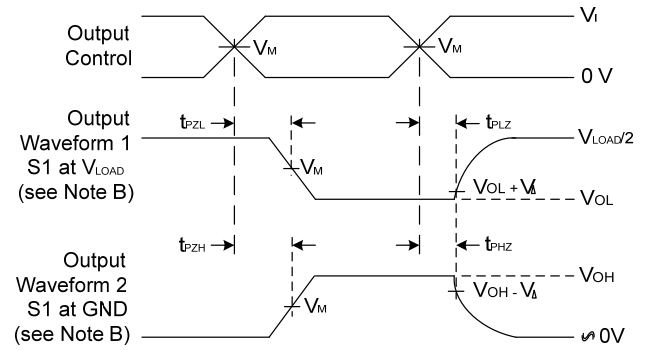 Output
Control
VM
VM
VI
0 V
Output
Waveform 1
S1 at VLOAD
(see Note B)
tPZL
VM
tPLZ
VLOAD/2
VOL + VΔ
VOL
Output
Waveform 2
S1 at GND
(see Note B)
tPZH
VM
tPHZ
VOH
VOH - VΔ
0V